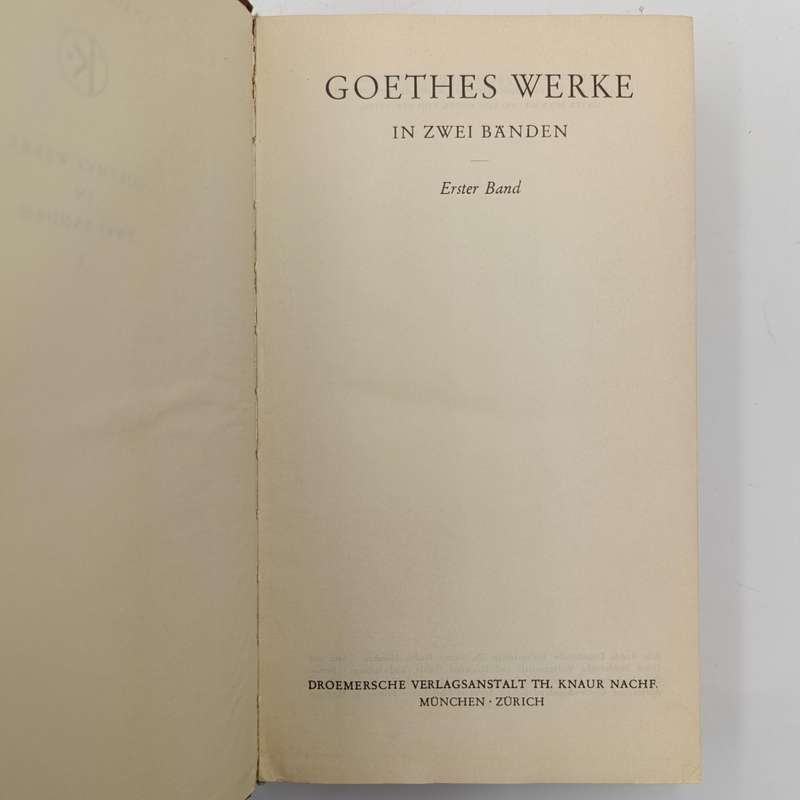 GOETHES WERKE
IN ZWEI BÄNDEN
Erster Band
DROEMERSCHE VERLAGSANSTALT TH. KNAUR NACHF.
MÜNCHEN · ZÜRICH